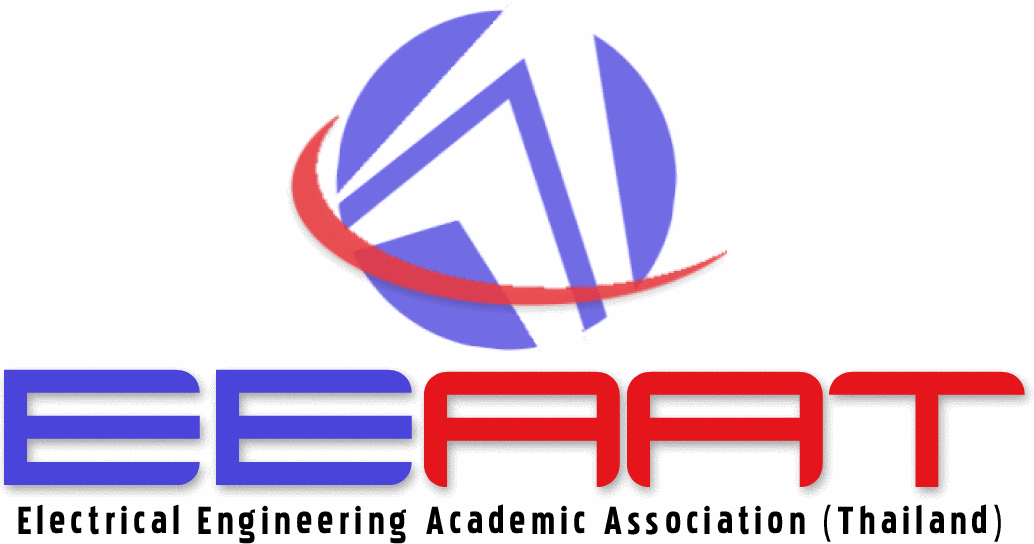 EEAAT
Electrical Engineering Academic Association (Thailand)